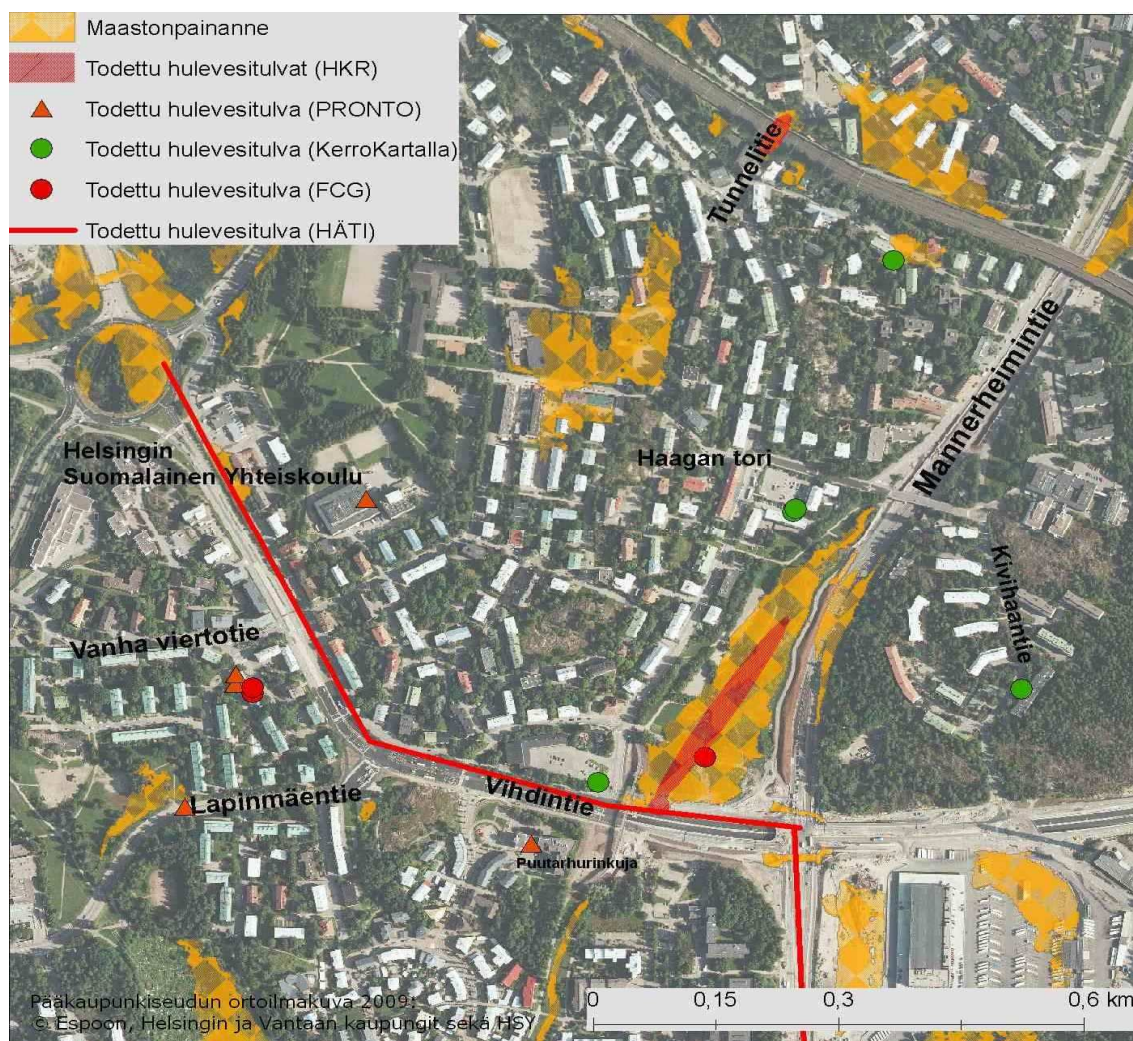 Maastonpainanne
Todettu hulevesitulvat (HKR)
Todettu hulevesitulva (PRONTO)
Todettu hulevesitulva (KerroKartalla)
Todettu hulevesitulva (FCG)
Todettu hulevesitulva (HÄTI)
Tunnelitie
Mannerheimintie
Helsingin
Suomalainen Yhteiskoulu
Haagan tori
Kivihaantie
Vanha viertotie
Lapinmäentie
Vihdintie
Puutarhurinkuja
Pääkaupunkiseudun ortoilmakuva 2009:
© Espoon, Helsingin ja Vantaan kaupungit sekä HSY
0 0,15 0,3 0,6 km